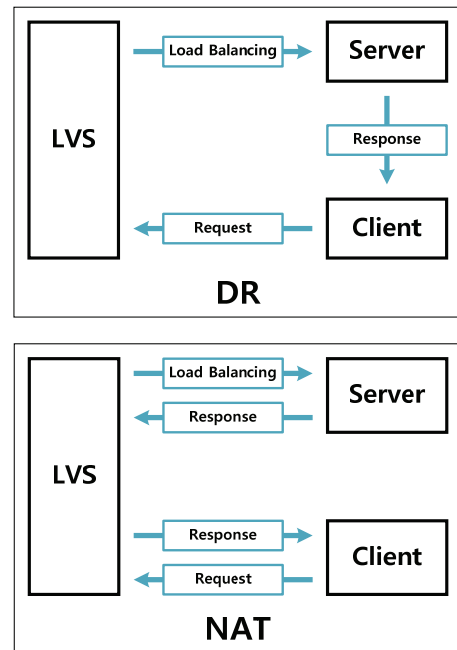 Load Balancing
Server
LVS
Response
Request
Client
DR
Load Balancing
Server
Response
LVS
Response
Client
Request
NAT